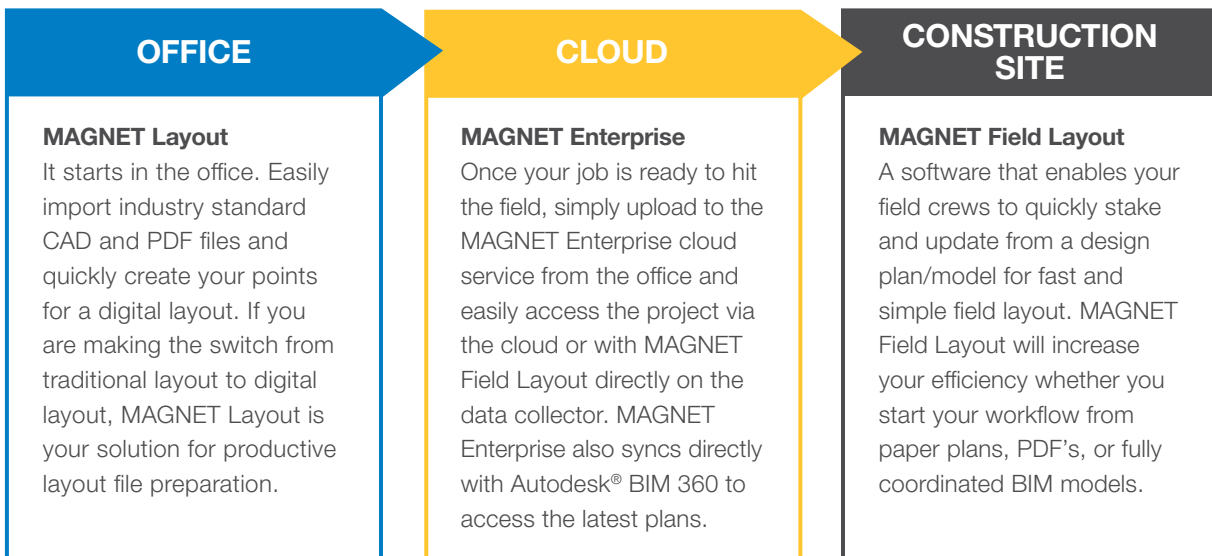 OFFICE
MAGNET Layout
It starts in the office. Easily
import industry standard
CAD and PDF files and
quickly create your points
for a digital layout. If you
are making the switch from
traditional layout to digital
layout, MAGNET Layout is
your solution for productive
layout file preparation.
CLOUD
MAGNET Enterprise
Once your job is ready to hit
the field, simply upload to the
MAGNET Enterprise cloud
service from the office and
easily access the project via
the cloud or with MAGNET
Field Layout directly on the
data collector. MAGNET
Enterprise also syncs directly
with Autodesk® BIM 360 to
access the latest plans.
CONSTRUCTION
SITE
MAGNET Field Layout
A software that enables your
field crews to quickly stake
and update from a design
plan/model for fast and
simple field layout. MAGNET
Field Layout will increase
your efficiency whether you
start your workflow from
paper plans, PDF's, or fully
coordinated BIM models.